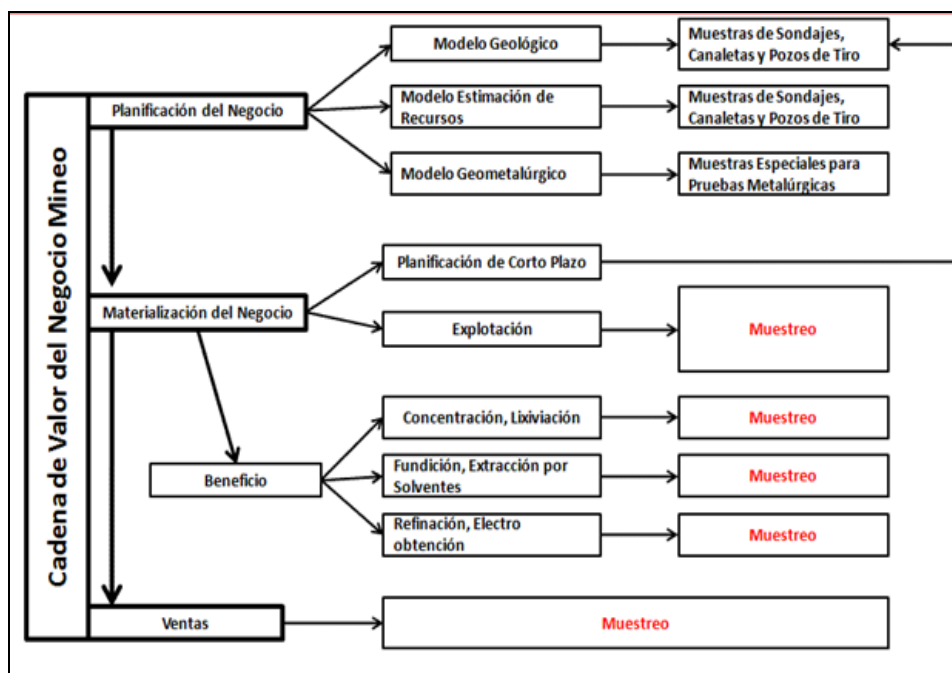 Cadena de Valor del Negocio Mineo
Planificación del Negocio
Modelo Geológico
Muestras de Sondajes,
Canaletas y Pozos de Tiro
Modelo Estimación de
Recursos
Muestras de Sondajes,
Canaletas y Pozos de Tiro
Modelo Geometalúrgico
Muestras Especiales para
Pruebas Metalúrgicas
Materialización del Negocio
Planificación de Corto Plazo
Explotación
Muestreo
Beneficio
Concentración, Lixiviación
Muestreo
Fundición, Extracción por
Solventes
Muestreo
Refinación, Electro
obtención
Muestreo
Ventas
Muestreo